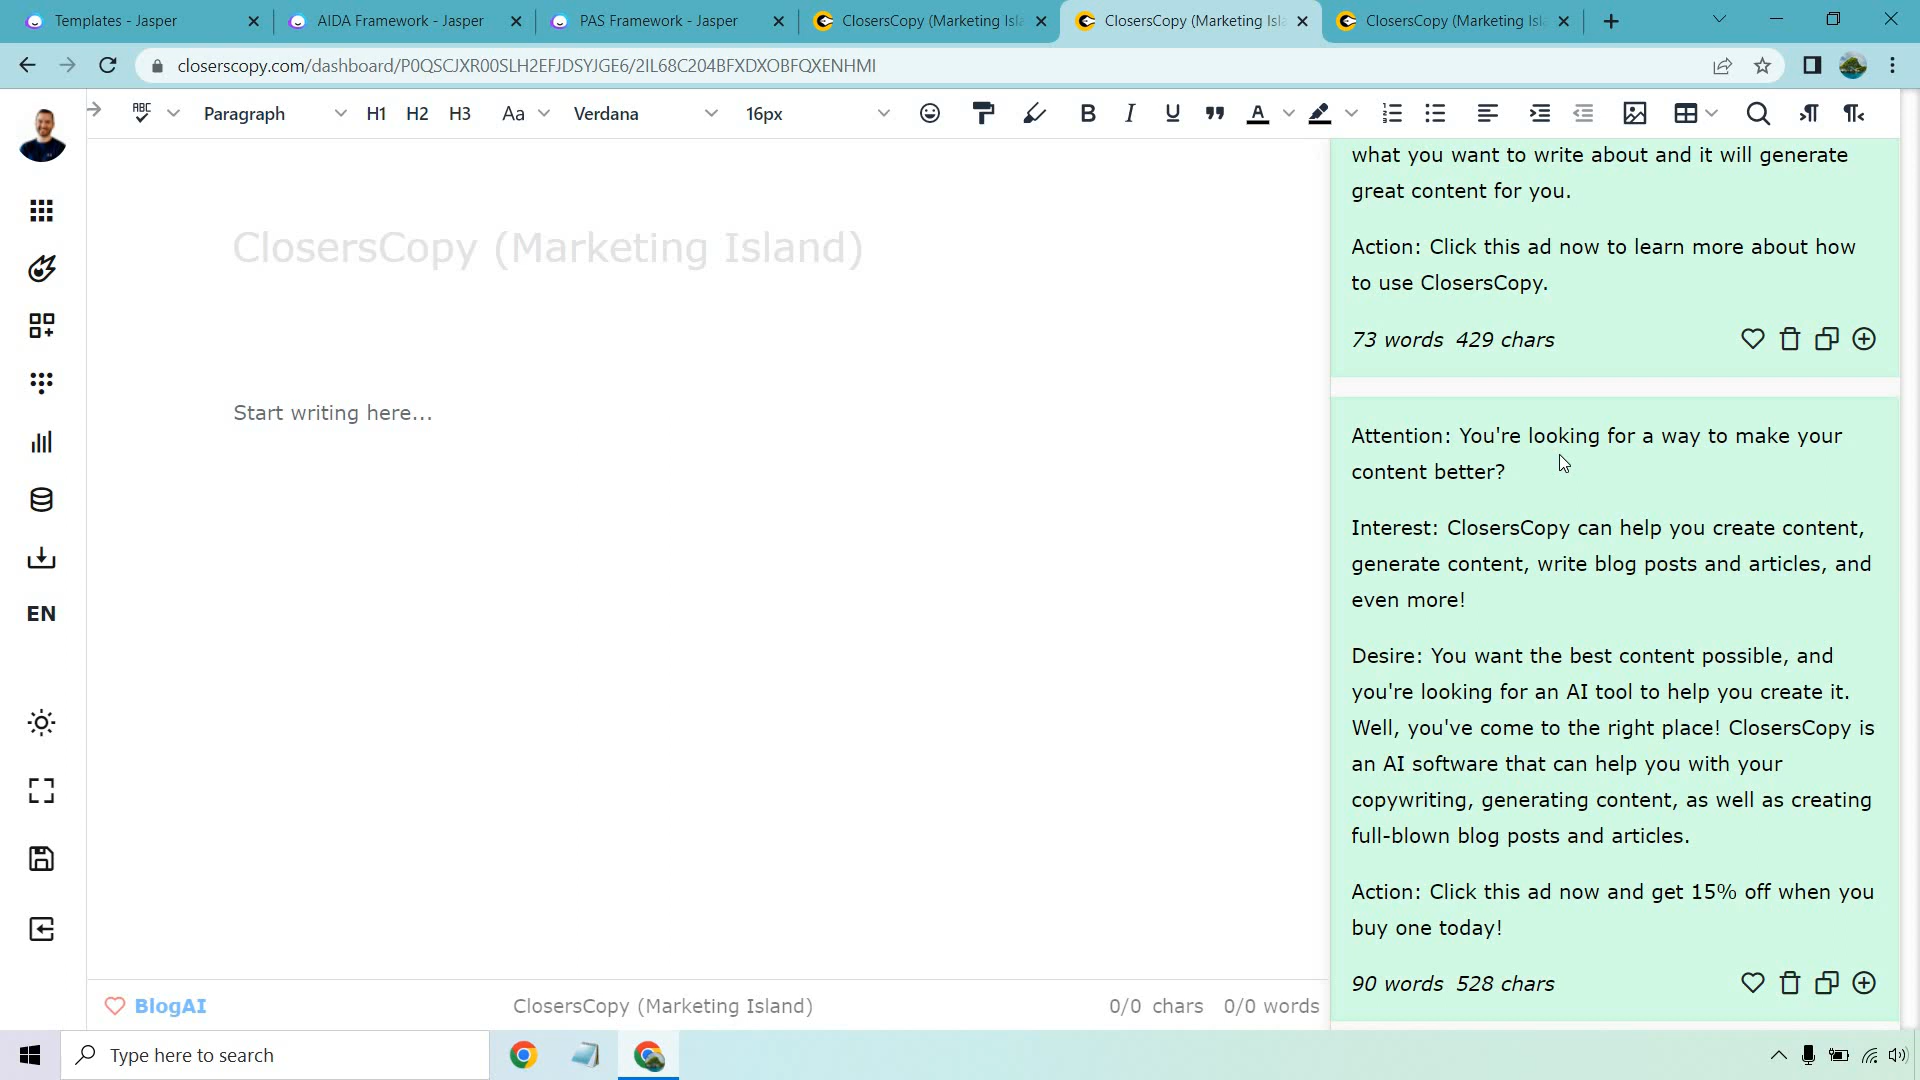 Templates - Jasper
AIDA Framework - Jasper
PAS Framework - Jasper
ClosersCopy (Marketing Isla
ClosersCopy (Marketing Isla
ClosersCopy (Marketing Isla
closerscopy.com/dashboard/P0QSCJXR00SLH2EFJDSYJGE6/2IL68C204BFXDXOBFQXENHMI
ABC
Paragraph
H1
H2
H3
Aa
Verdana
16px
B
I
U
A
ClosersCopy (Marketing Island)
Start writing here...
EN
what you want to write about and it will generate
great content for you.
Action: Click this ad now to learn more about how
to use ClosersCopy.
73 words 429 chars
Attention: You're looking for a way to make your
content better?
Interest: ClosersCopy can help you create content,
generate content, write blog posts and articles, and
even more!
Desire: You want the best content possible, and
you're looking for an AI tool to help you create it.
Well, you've come to the right place! ClosersCopy is
an AI software that can help you with your
copywriting, generating content, as well as creating
full-blown blog posts and articles.
Action: Click this ad now and get 15% off when you
buy one today!
90 words 528 chars
BlogAI
ClosersCopy (Marketing Island)
0/0 chars
0/0 words
Type here to search